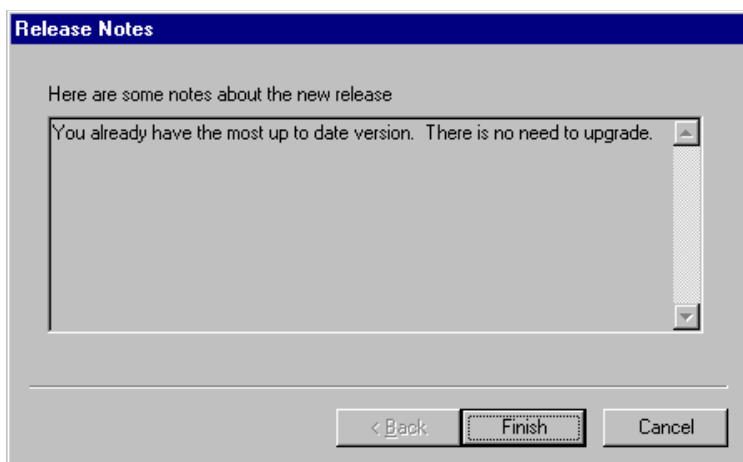 Release Notes
Here are some notes about the new release
You already have the most up to date version.  There is no need to upgrade.
< Back
Finish
Cancel